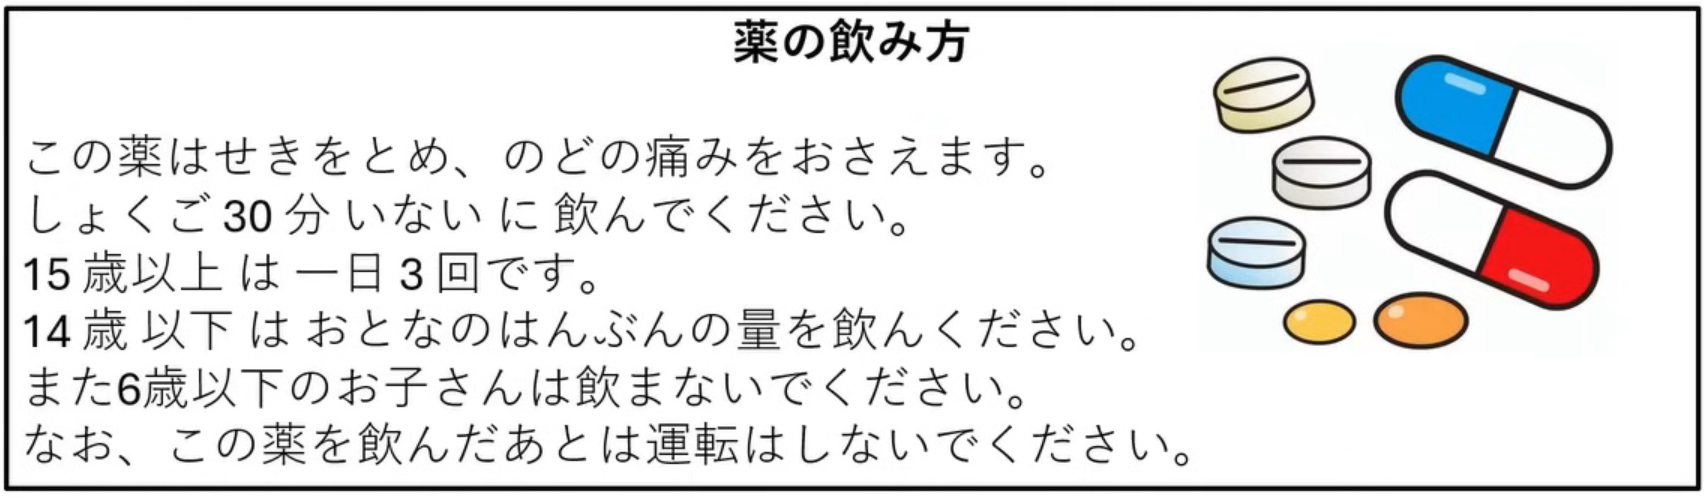 薬の飲み方
この薬はせきをとめ、のどの痛みをおさえます。
しょくご 30 分 いない に 飲んでください。
15 歳以上 は 一日 3 回です。
14 歳 以下 は おとなのはんぶんの量を飲んください。
また6歳以下のお子さんは飲まないでください。
なお、この薬を飲んだあとは運転はしないでください。